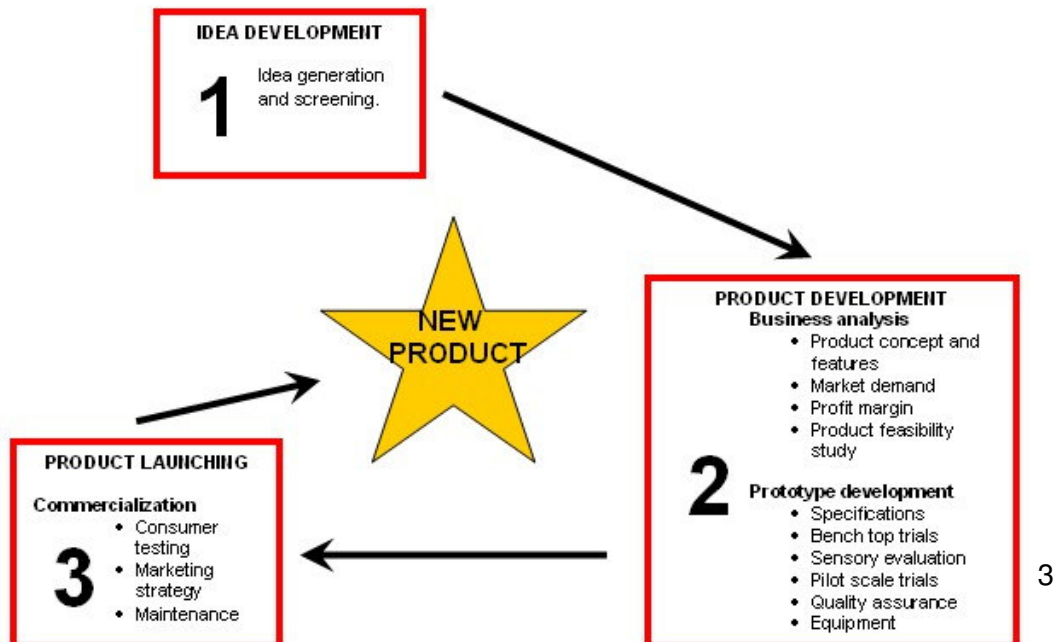 IDEA DEVELOPMENT
1
Idea generation
and screening.
NEW
PRODUCT
PRODUCT DEVELOPMENT
Business analysis
• Product concept and
features
• Market demand
• Profit margin
• Product feasibility
study
2
Prototype development
• Specifications
• Bench top trials
• Sensory evaluation
• Pilot scale trials
• Quality assurance
• Equipment
PRODUCT LAUNCHING
Commercialization
• Consumer
testing
• Marketing
strategy
• Maintenance
3
3